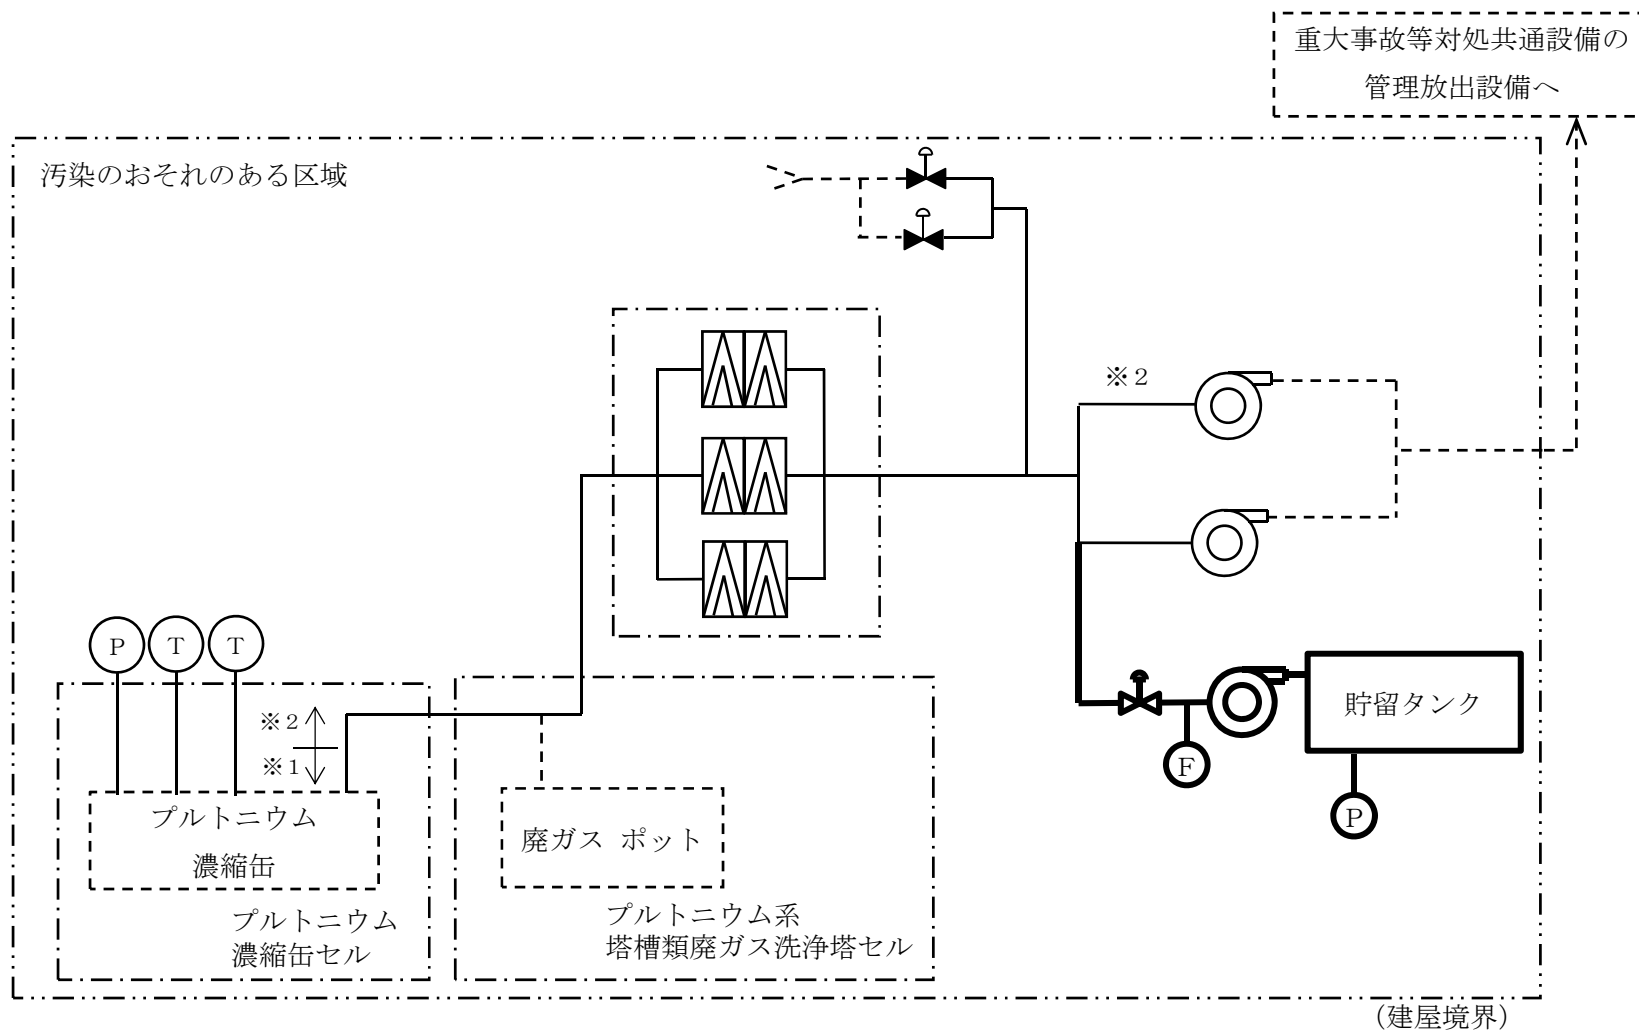 重大事故等対処共通設備の
管理放出設備へ
汚染のおそれのある区域
※2
P
T
T
※2
※1
プルトニウム
濃縮缶
プルトニウム
濃縮缶セル
廃ガス ポット
プルトニウム系
塔槽類廃ガス洗浄塔セル
貯留タンク
F
P
(建屋境界)